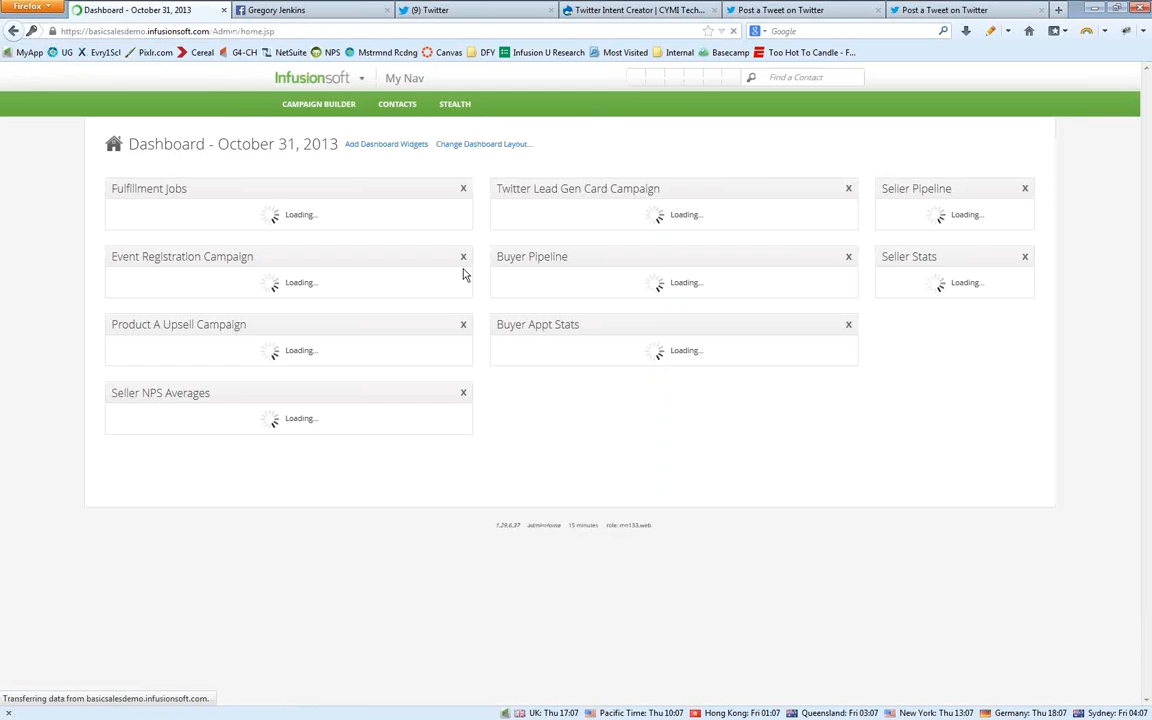 Firefox
Dashboard - October 31, 2013
Gregory Jenkins
(9) Twitter
Twitter Intent Creator | CYMI Tech...
Post a Tweet on Twitter
Post a Tweet on Twitter
https://basicsalesdemo.infusionsoft.com/Admin/home.jsp
Google
MyApp
UG
Evry1Scl
Pixlr.com
Cereal
G4-CH
NetSuite
NPS
Mstrmnd Rcdng
Canvas
DFY
Infusion U Research
Most Visited
Internal
Basecamp
Too Hot To Candle - F...
Infusionsoft
My Nav
Find a Contact
CAMPAIGN BUILDER
CONTACTS
STEALTH
Dashboard - October 31, 2013
Add Dashboard Widgets
Change Dashboard Layout...
Fulfillment Jobs
X
Twitter Lead Gen Card Campaign
X
Seller Pipeline
X
Loading...
Loading...
Loading...
Event Registration Campaign
X
Buyer Pipeline
X
Seller Stats
X
Loading...
Loading...
Loading...
Product A Upsell Campaign
X
Buyer Appt Stats
X
Loading...
Loading...
Seller NPS Averages
X
Loading...
1.29.6.37
adminHome
15 minutes
role: mn133.web
Transferring data from basicsalesdemo.infusionsoft.com...
UK: Thu 17:07
Pacific Time: Thu 10:07
Hong Kong: Fri 01:07
Queensland: Fri 03:07
New York: Thu 13:07
Germany: Thu 18:07
Sydney: Fri 04:07